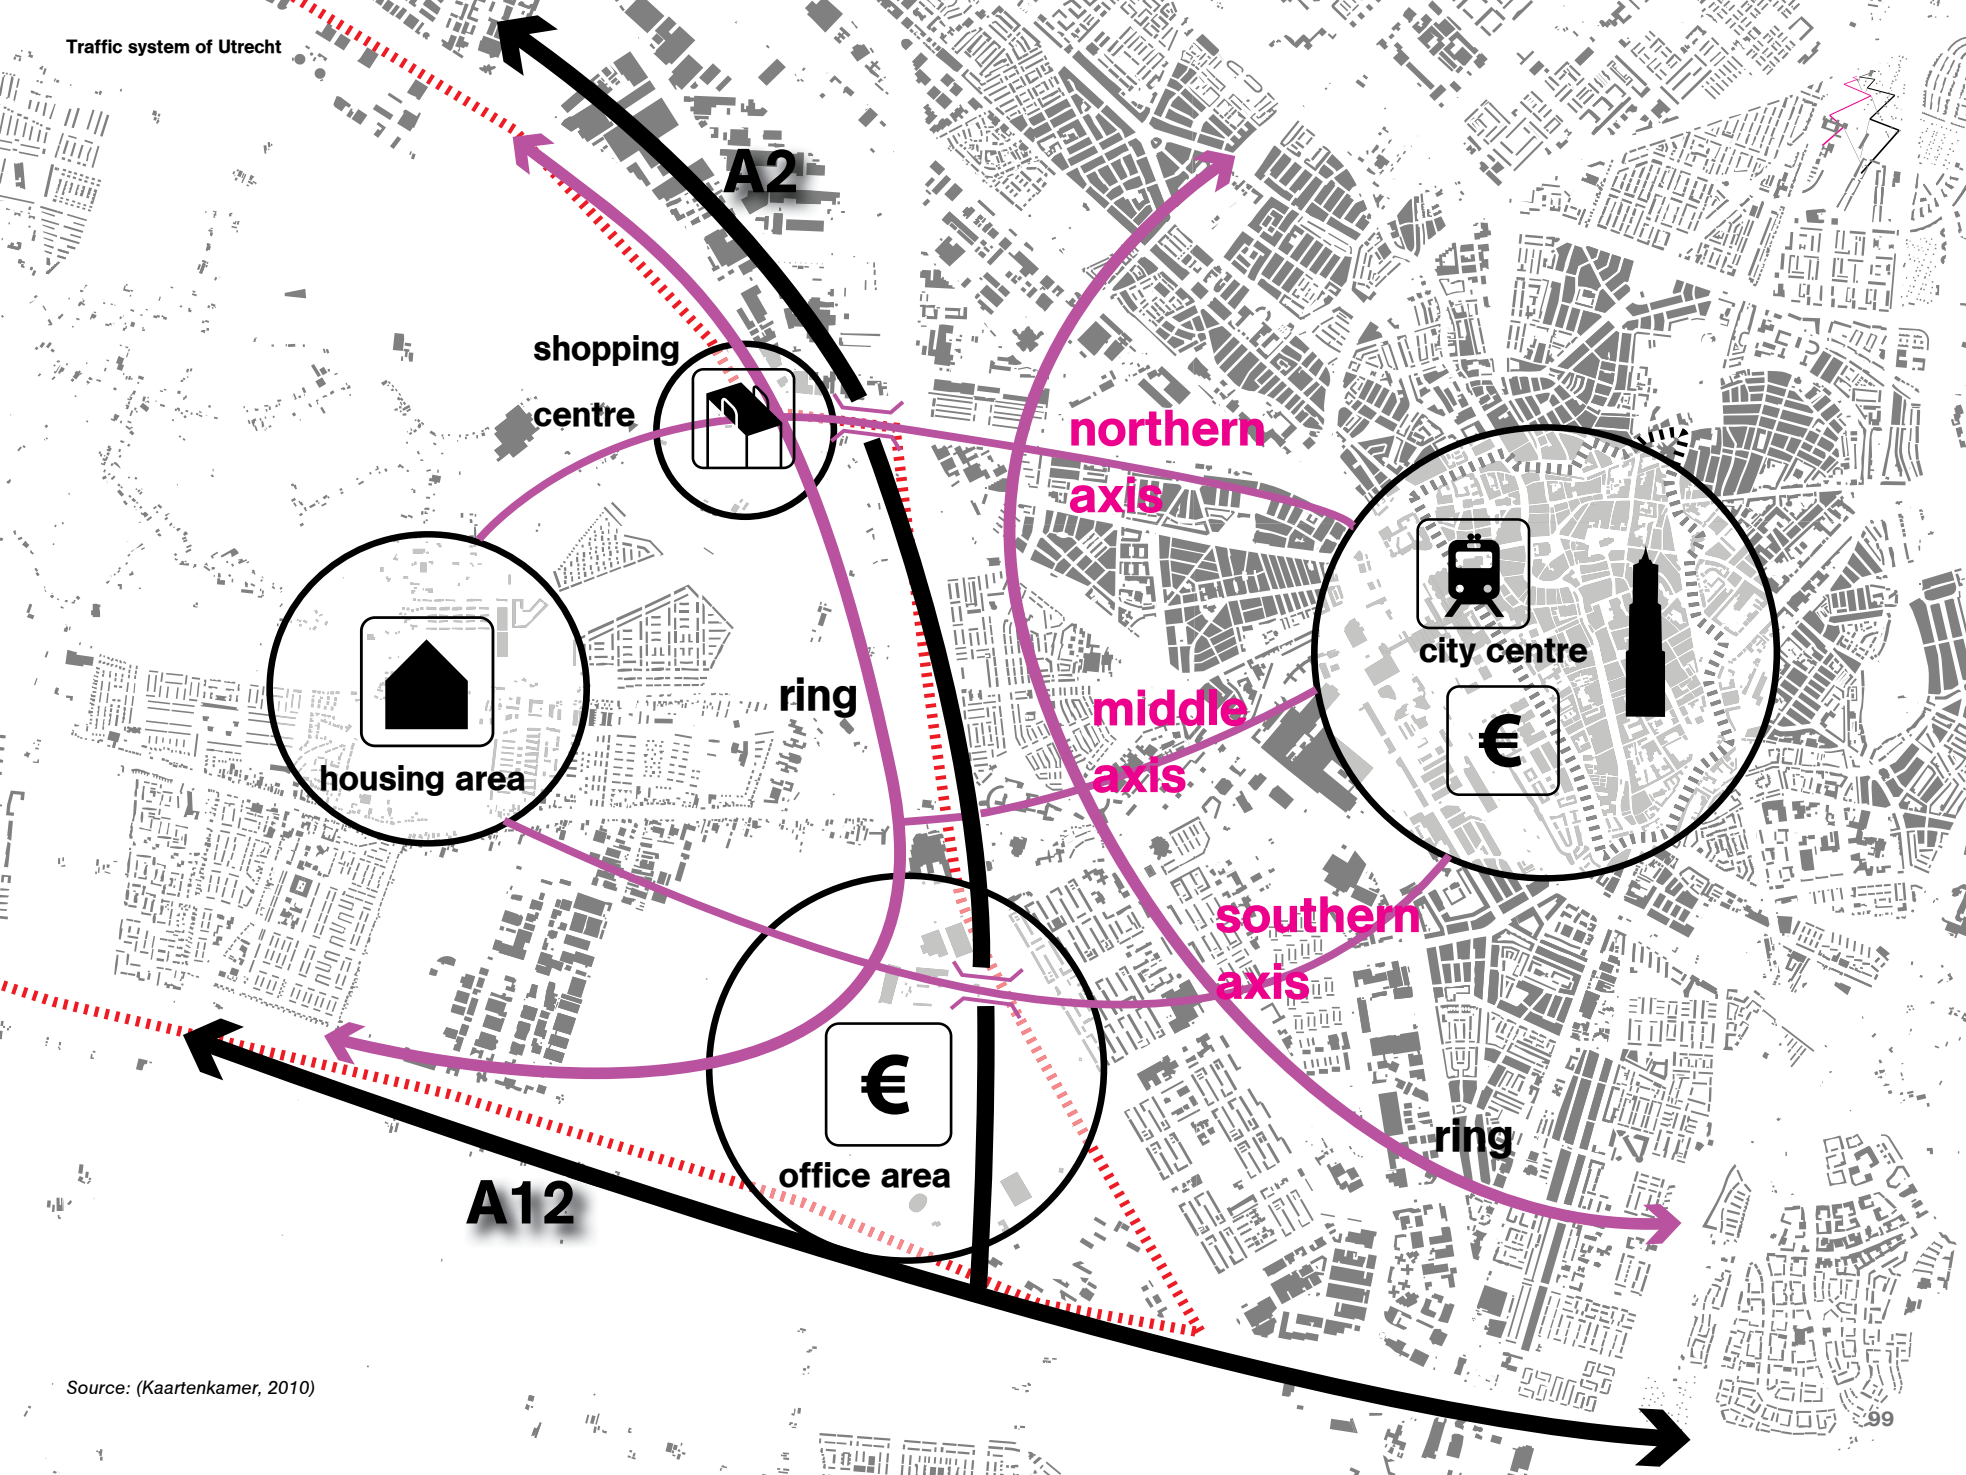 Traffic system of Utrecht
A2
shopping
centre
northern
axis
city centre
€
ring
middle
axis
housing area
southern
axis
€
office area
ring
A12
Source: (Kaartenkamer, 2010)
99